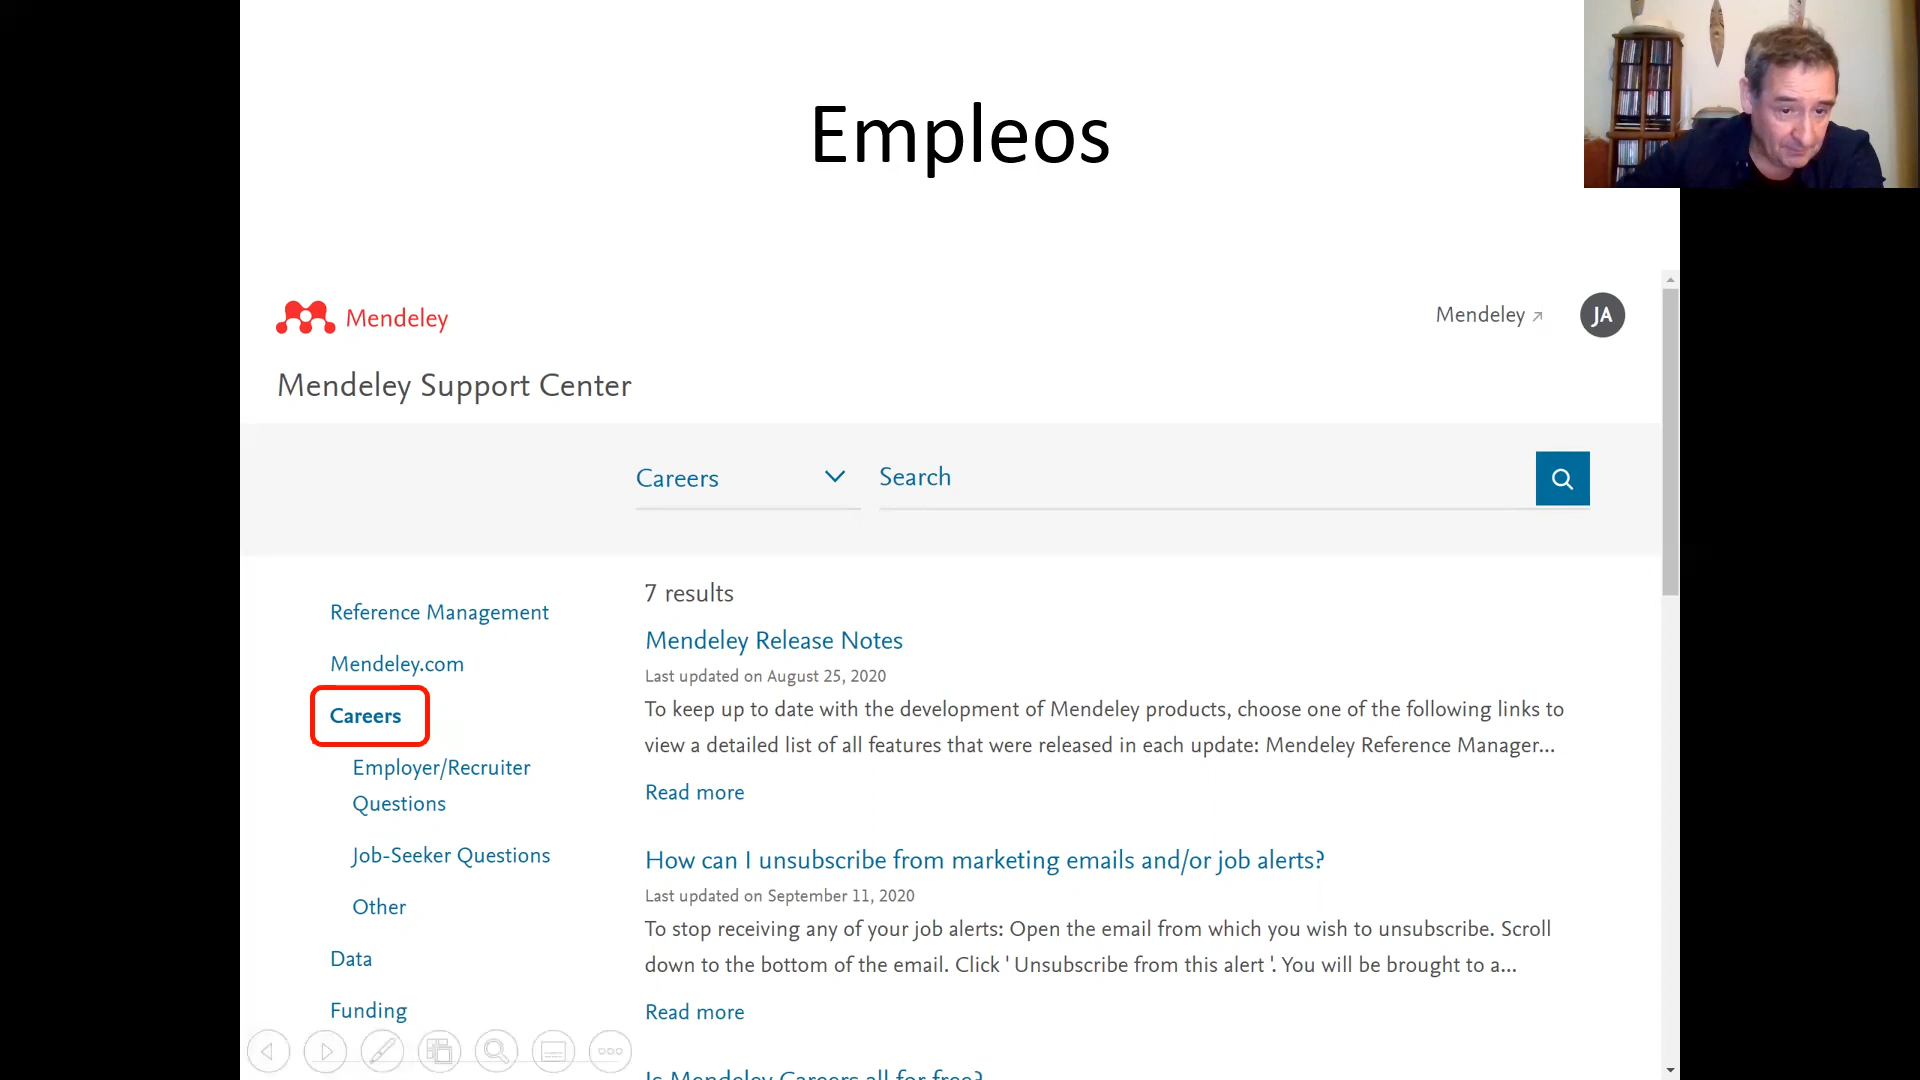 Empleos
Mendeley
Mendeley ↗
JA
Mendeley Support Center
Careers
Search
Reference Management
Mendeley.com
Careers
Employer/Recruiter
Questions
Job-Seeker Questions
Other
Data
Funding
7 results
Mendeley Release Notes
Last updated on August 25, 2020
To keep up to date with the development of Mendeley products, choose one of the following links to
view a detailed list of all features that were released in each update: Mendeley Reference Manager...
Read more
How can I unsubscribe from marketing emails and/or job alerts?
Last updated on September 11, 2020
To stop receiving any of your job alerts: Open the email from which you wish to unsubscribe. Scroll
down to the bottom of the email. Click ' Unsubscribe from this alert '. You will be brought to a...
Read more
Is Mendeley Careers all for free?